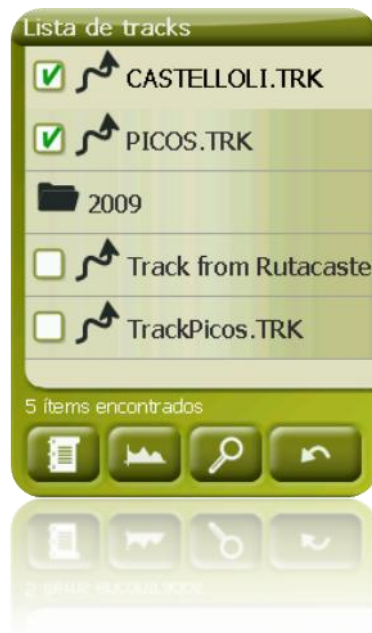 Lista de tracks
CASTELLOLI.TRK
PICOS.TRK
2009
Track from Rutacaste
TrackPicos.TRK
5 ítems encontrados